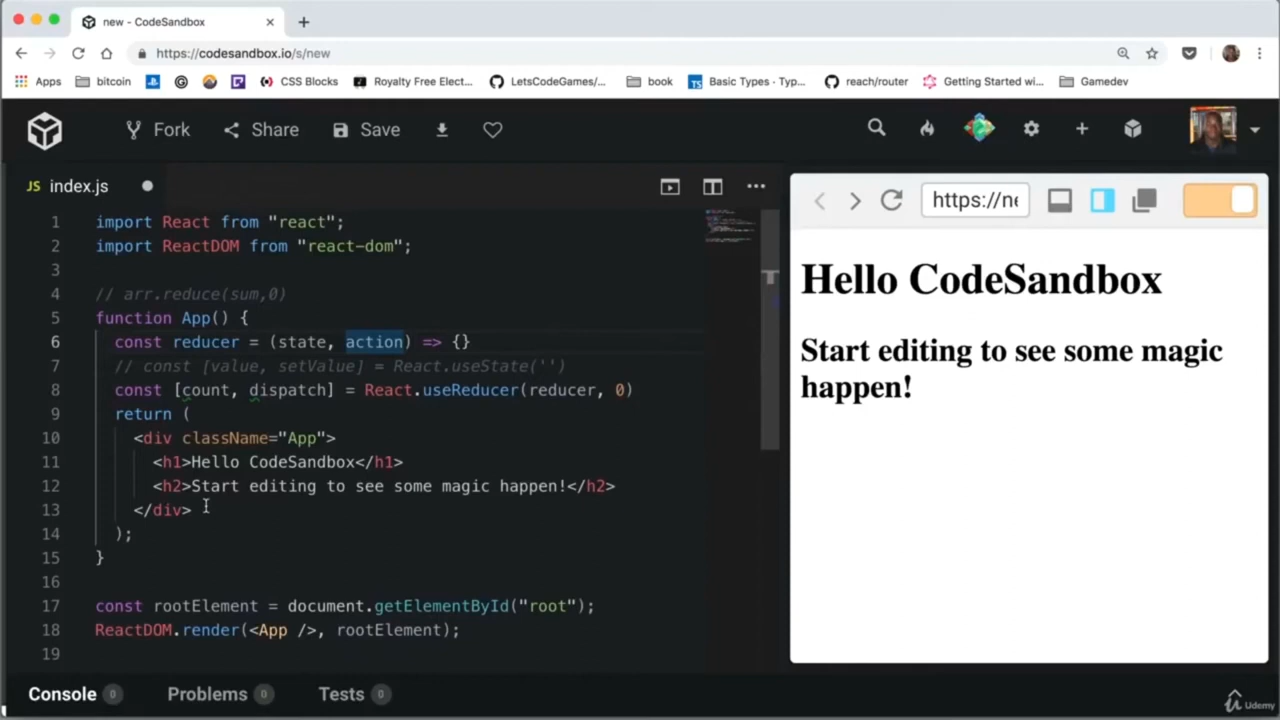 new - CodeSandbox
https://codesandbox.io/s/new
Apps bitcoin CSS Blocks Royalty Free Elect... LetsCodeGames/... book TS Basic Types · Typ... reach/router Getting Started wi... Gamedev
Fork Share Save
JS index.js
https://ne
1 import React from "react";
2 import ReactDOM from "react-dom";
3
4 // arr.reduce(sum,0)
5 function App() {
6 const reducer = (state, action) => {}
7 // const [value, setValue] = React.useState('')
8 const [count, dispatch] = React.useReducer(reducer, 0)
9 return (
10 <div className="App">
11 <h1>Hello CodeSandbox</h1>
12 <h2>Start editing to see some magic happen!</h2>
13 </div>
14 );
15 }
16
17 const rootElement = document.getElementById("root");
18 ReactDOM.render(<App />, rootElement);
19
Hello CodeSandbox
Start editing to see some magic
happen!
Console 0 Problems 0 Tests 0
Udemy